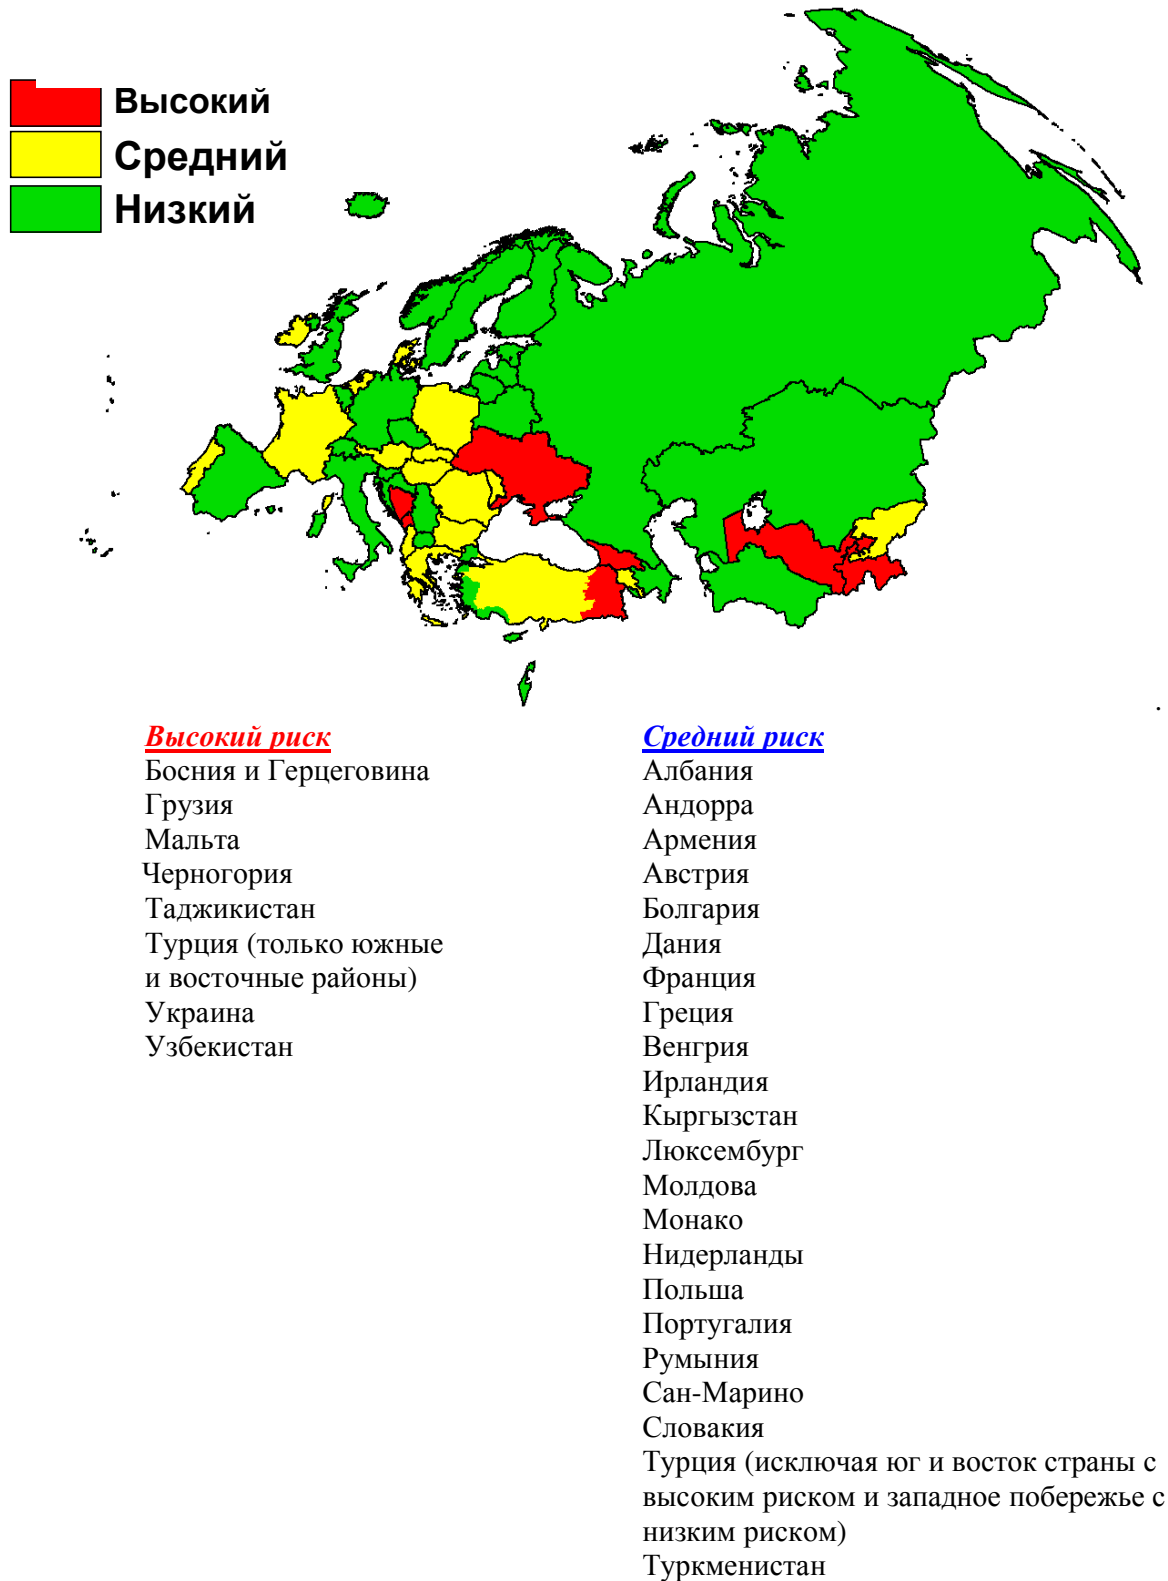 Высокий
Средний
Низкий
Высокий риск
Босния и Герцеговина
Грузия
Мальта
Черногория
Таджикистан
Турция (только южные
и восточные районы)
Украина
Узбекистан
Средний риск
Албания
Андорра
Армения
Австрия
Болгария
Дания
Франция
Греция
Венгрия
Ирландия
Кыргызстан
Люксембург
Молдова
Монако
Нидерланды
Польша
Португалия
Румыния
Сан-Марино
Словакия
Турция (исключая юг и восток страны с
высоким риском и западное побережье с
низким риском)
Туркменистан